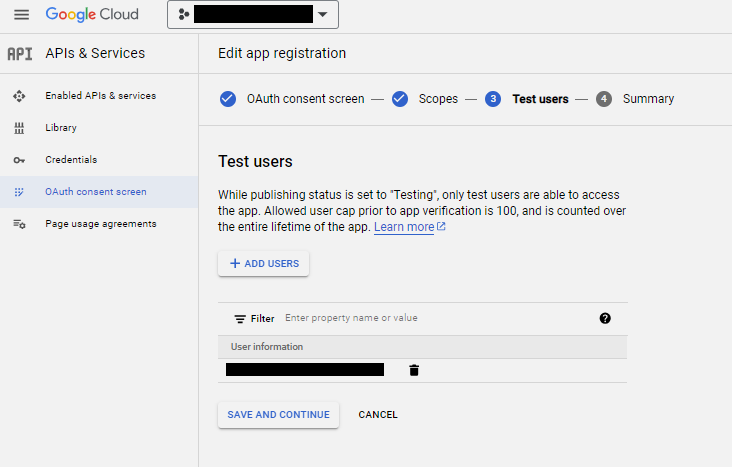 Google Cloud
API APIs & Services
Edit app registration
OAuth consent screen — Scopes — 3 Test users — 4 Summary
Enabled APIs & services
Library
Credentials
OAuth consent screen
Page usage agreements
Test users
While publishing status is set to "Testing", only test users are able to access
the app. Allowed user cap prior to app verification is 100, and is counted over
the entire lifetime of the app. Learn more
+ ADD USERS
Filter Enter property name or value ?
User information
SAVE AND CONTINUE CANCEL